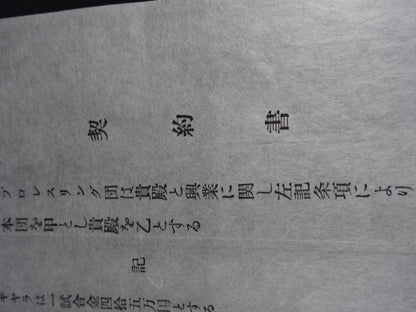 契約書
プロレスリング団は貴殿と興業に関し左記条項により
本団を甲とし貴殿を乙とする
記
ギャラは一試合金四拾五万円とする